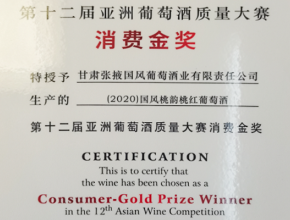 第十二届亚洲葡萄酒质量大赛
消费金奖
特授予 甘肃张掖国风葡萄酒业有限责任公司
生产的 (2020)国风桃韵桃红葡萄酒
第十二届亚洲葡萄酒质量大赛消费金奖
CERTIFICATION
This is to certify that
the wine has been chosen as a
Consumer-Gold Prize Winner
in the 12th Asian Wine Competition